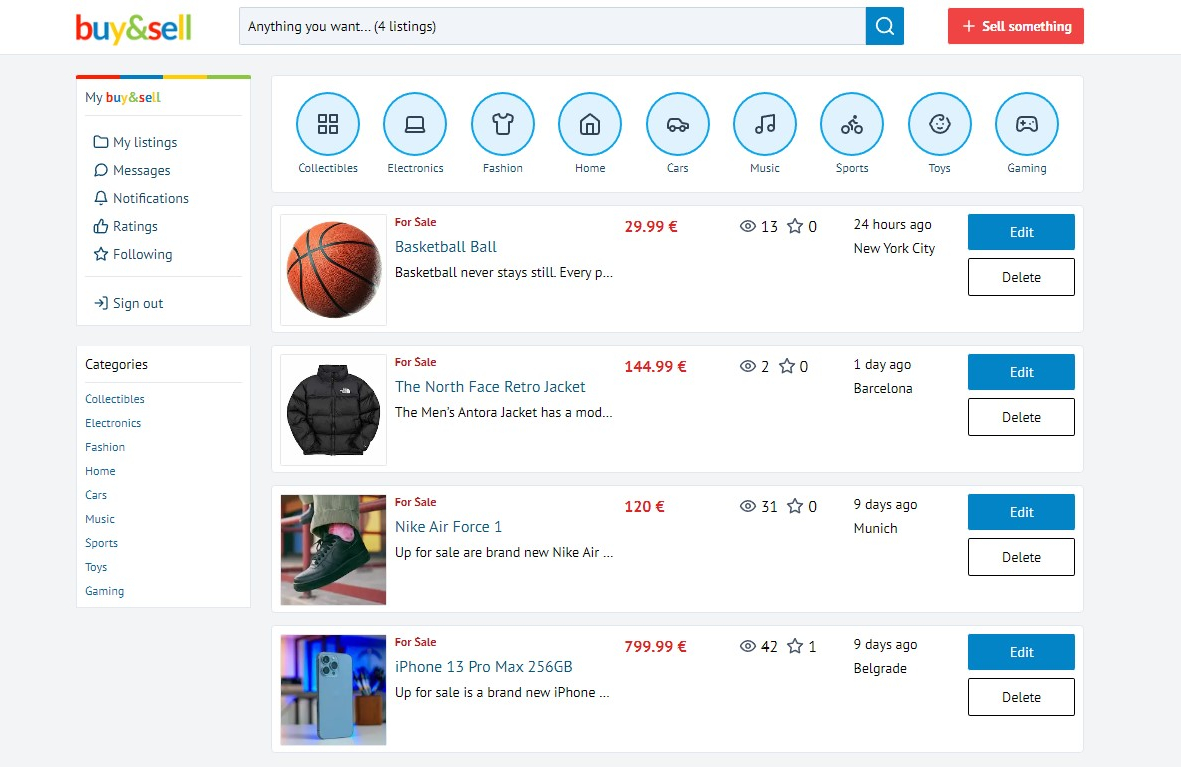 buy&sell
Anything you want... (4 listings)
Sell something
My buy&sell
My listings
Messages
Notifications
Ratings
Following
Sign out
Categories
Collectibles
Electronics
Fashion
Home
Cars
Music
Sports
Toys
Gaming
Collectibles Electronics Fashion Home Cars Music Sports Toys Gaming
For Sale
Basketball Ball
Basketball never stays still. Every p...
29.99 €
13 0
24 hours ago
New York City
Edit
Delete
For Sale
The North Face Retro Jacket
The Men’s Antora Jacket has a mod...
144.99 €
2 0
1 day ago
Barcelona
Edit
Delete
For Sale
Nike Air Force 1
Up for sale are brand new Nike Air ...
120 €
31 0
9 days ago
Munich
Edit
Delete
For Sale
iPhone 13 Pro Max 256GB
Up for sale is a brand new iPhone ...
799.99 €
42 1
9 days ago
Belgrade
Edit
Delete